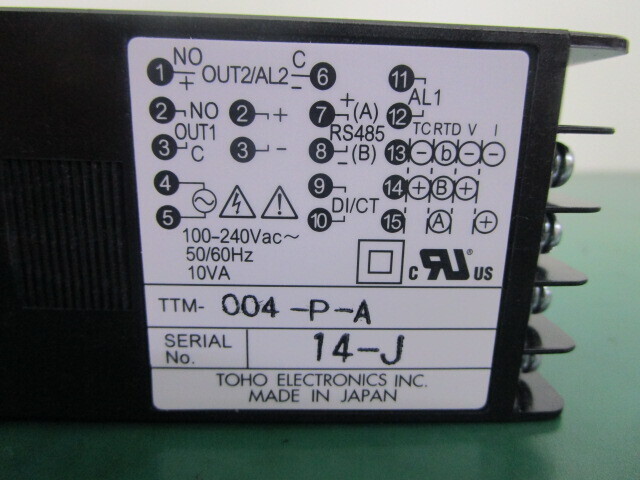 1 NO + OUT2/AL2 C - 6 11
2 NO 2 + 7 + (A) 12 AL1
OUT1 RS485 TC RTD V I
3 C 3 - 8 - (B) 13 - b - -
4 9 14 + B +
5 10 DI/CT 15 A +
100-240Vac~
50/60Hz
10VA
c RU US
TTM- 004-P-A
SERIAL No. 14-J
TOHO ELECTRONICS INC.
MADE IN JAPAN